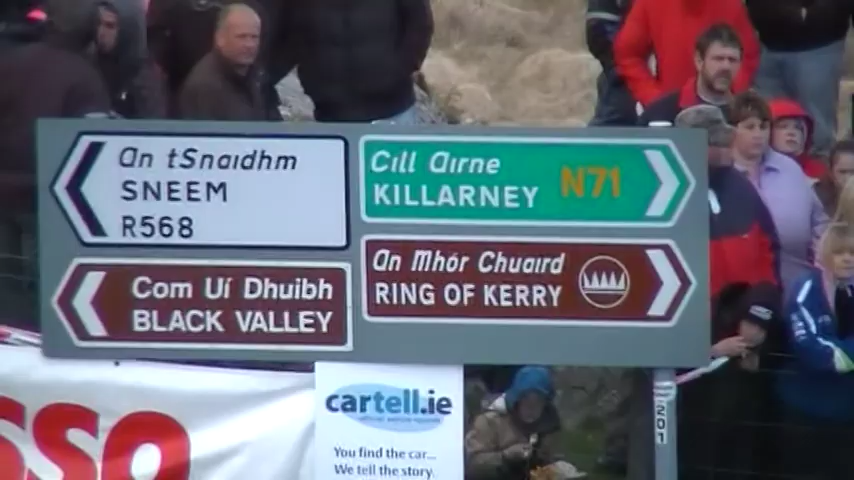 An tSnaidhm
SNEEM
R568
Cill Airne
KILLARNEY N71
Com Uí Dhuibh
BLACK VALLEY
An Mhór Chuaird
RING OF KERRY
201
cartell.ie
You find the car...
We tell the story.
SSO